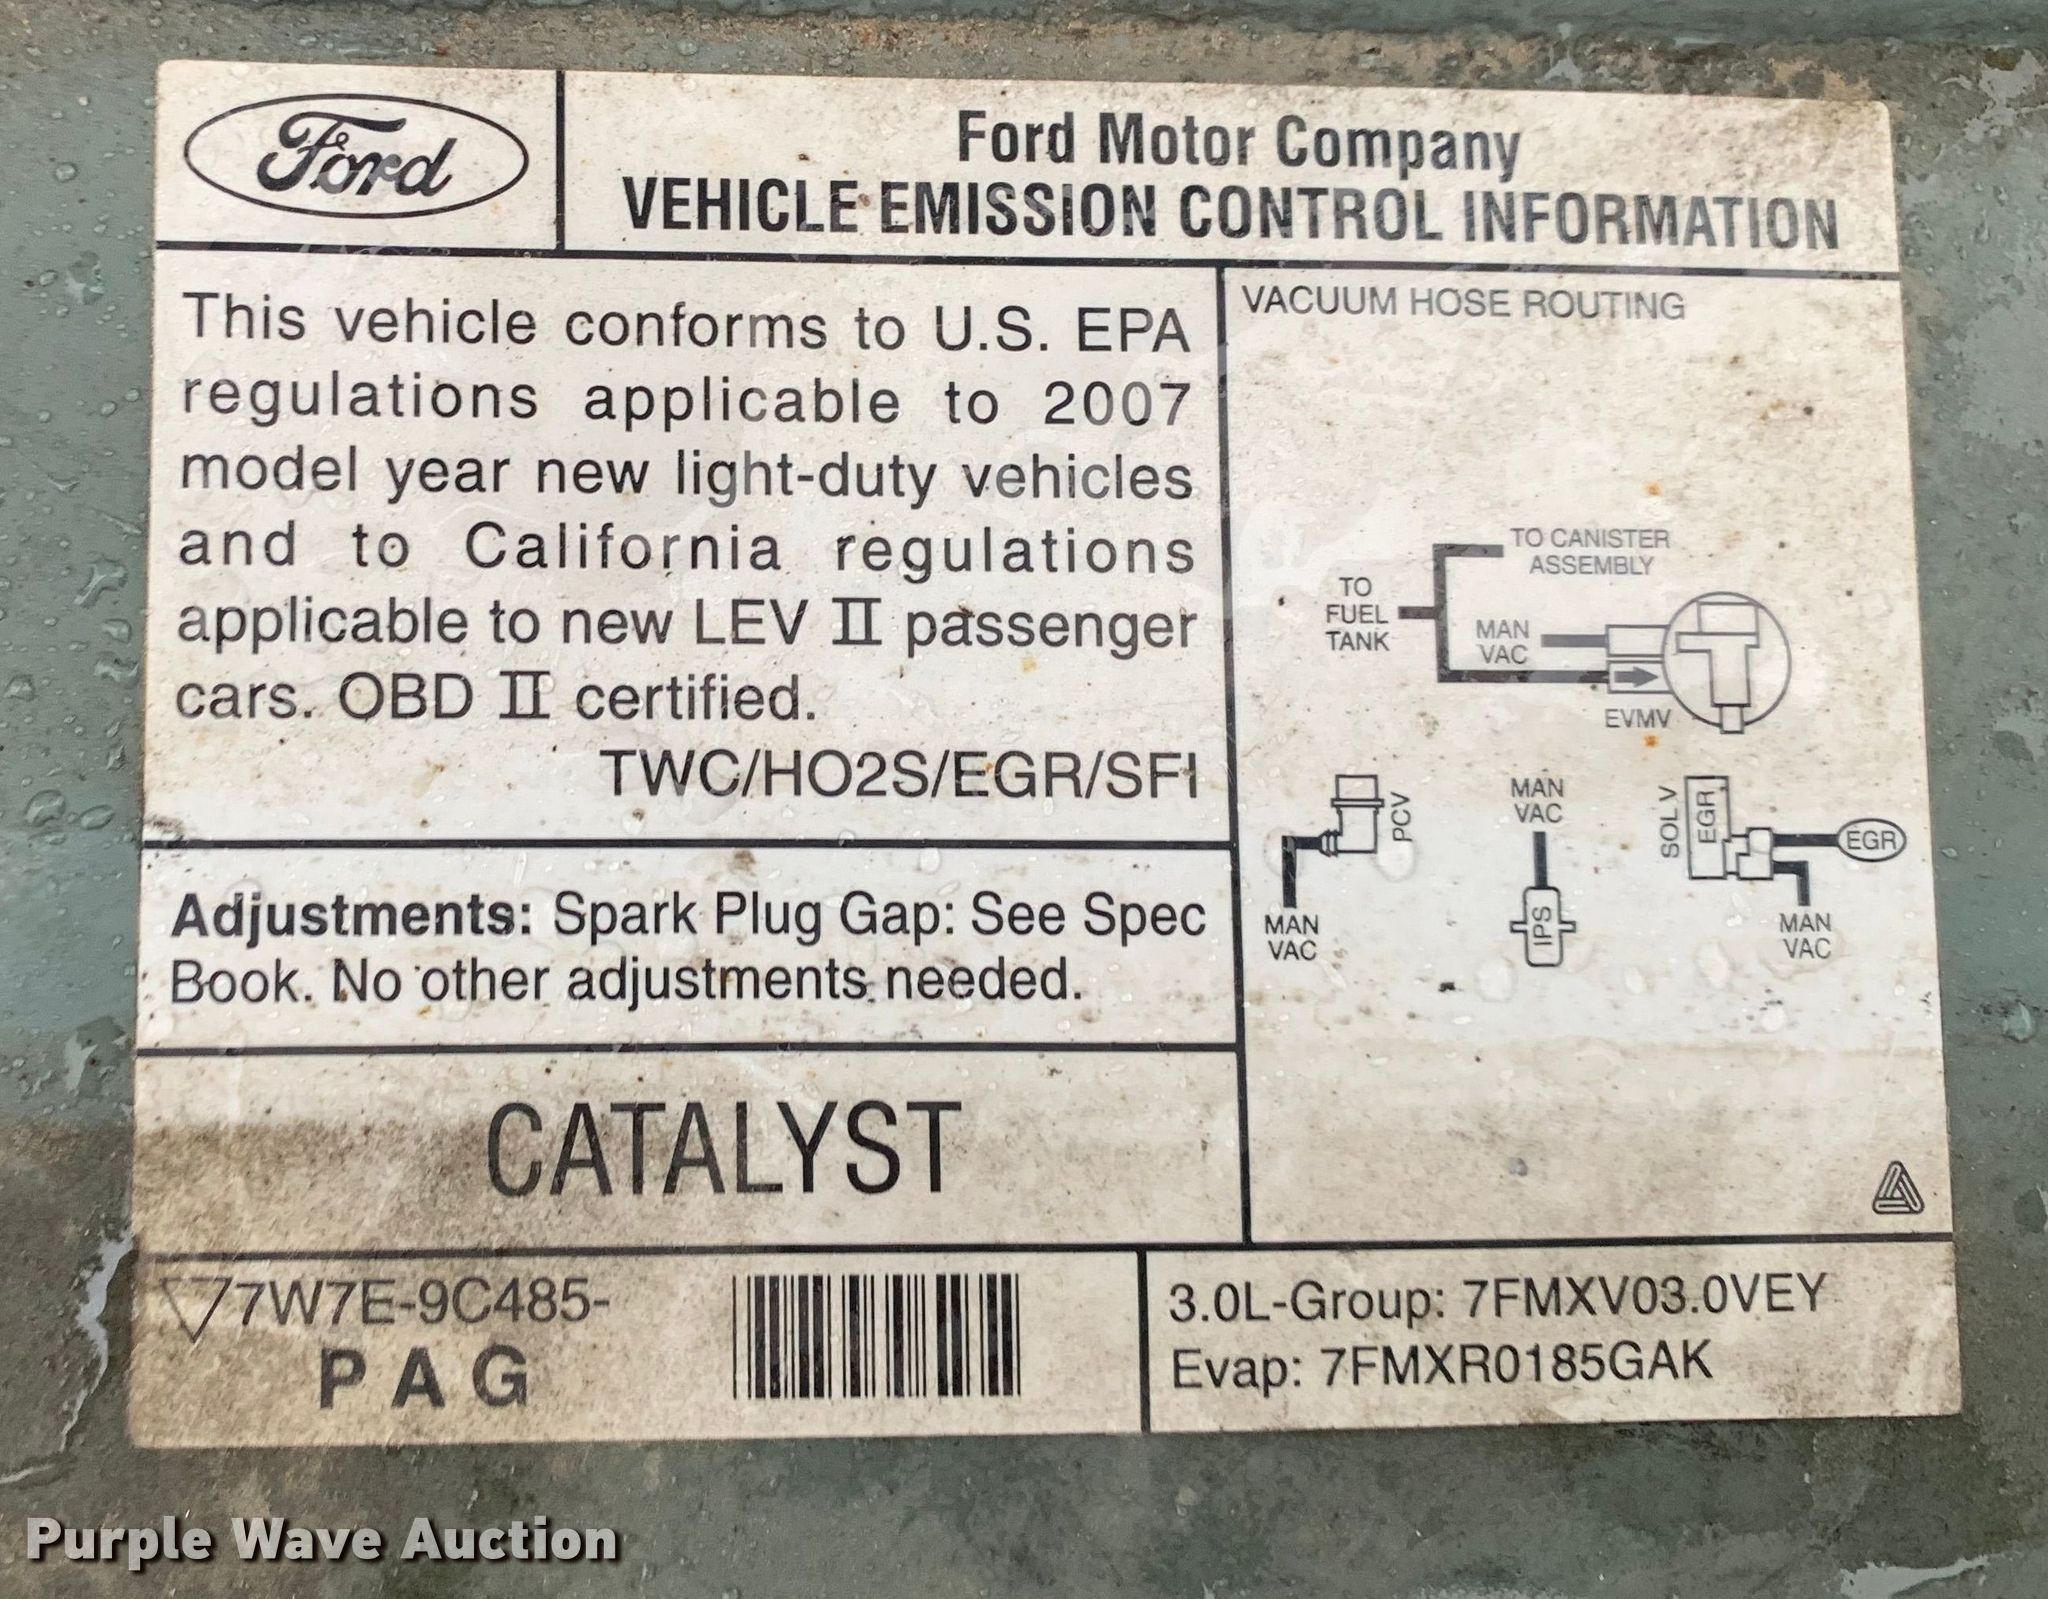 Ford
Ford Motor Company
VEHICLE EMISSION CONTROL INFORMATION
This vehicle conforms to U.S. EPA
regulations applicable to 2007
model year new light-duty vehicles
and to California regulations
applicable to new LEV II passenger
cars. OBD II certified.
TWC/HO2S/EGR/SFI
Adjustments: Spark Plug Gap: See Spec
Book. No other adjustments needed.
CATALYST
VACUUM HOSE ROUTING
TO CANISTER
ASSEMBLY
TO
FUEL
TANK
MAN
VAC
EVMV
PCV
MAN
VAC
MAN
VAC
IPS
SOL V
EGR
EGR
MAN
VAC
7W7E-9C485-
PAG
3.0L-Group: 7FMXV03.0VEY
Evap: 7FMXR0185GAK
Purple Wave Auction